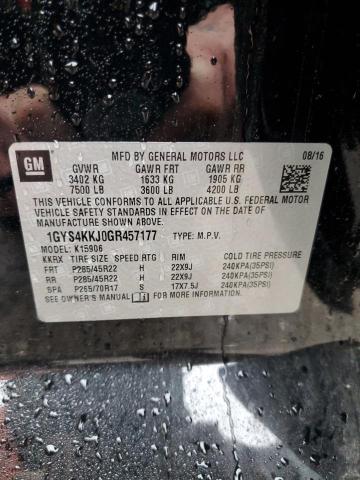 GM
MFD BY GENERAL MOTORS LLC 08/16
GVWR GAWR FRT GAWR RR
3402 KG 1633 KG 1905 KG
7500 LB 3600 LB 4200 LB
THIS VEHICLE CONFORMS TO ALL APPLICABLE U.S. FEDERAL MOTOR
VEHICLE SAFETY STANDARDS IN EFFECT ON THE DATE OF
MANUFACTURE SHOWN ABOVE.
1GYS4KKJ0GR457177 TYPE: M.P.V.
MODEL: K15906
KKRX TIRE SIZE SPEED RTG RIM COLD TIRE PRESSURE
FRT P285/45R22 H 22X9J 240KPA(35PSI)
RR P285/45R22 H 22X9J 240KPA(35PSI)
SPA P265/70R17 S 17X7.5J 240KPA(35PSI)
SEE OWNER'S MANUAL FOR ADDITIONAL INFORMATION.